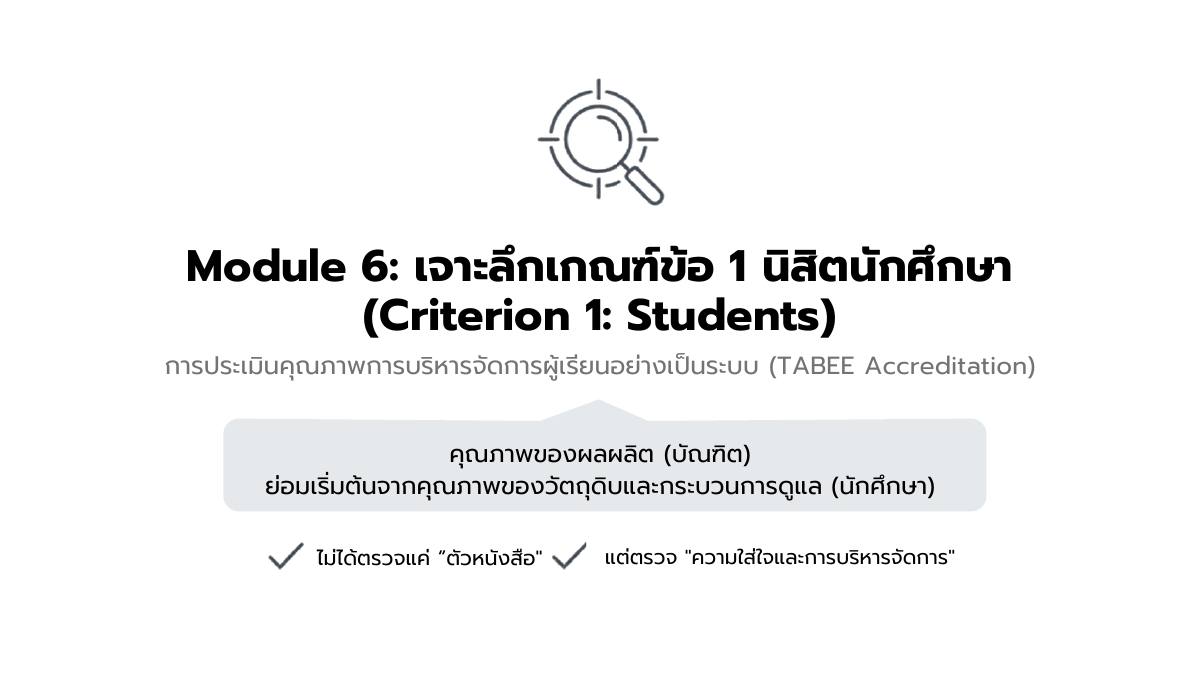 Module 6: เจาะลึกเกณฑ์ข้อ 1 นิสิตนักศึกษา
(Criterion 1: Students)
การประเมินคุณภาพการบริหารจัดการผู้เรียนอย่างเป็นระบบ (TABEE Accreditation)
คุณภาพของผลผลิต (บัณฑิต)
ย่อมเริ่มต้นจากคุณภาพของวัตถุดิบและกระบวนการดูแล (นักศึกษา)
ไม่ได้ตรวจแค่ “ตัวหนังสือ" แต่ตรวจ "ความใส่ใจและการบริหารจัดการ"